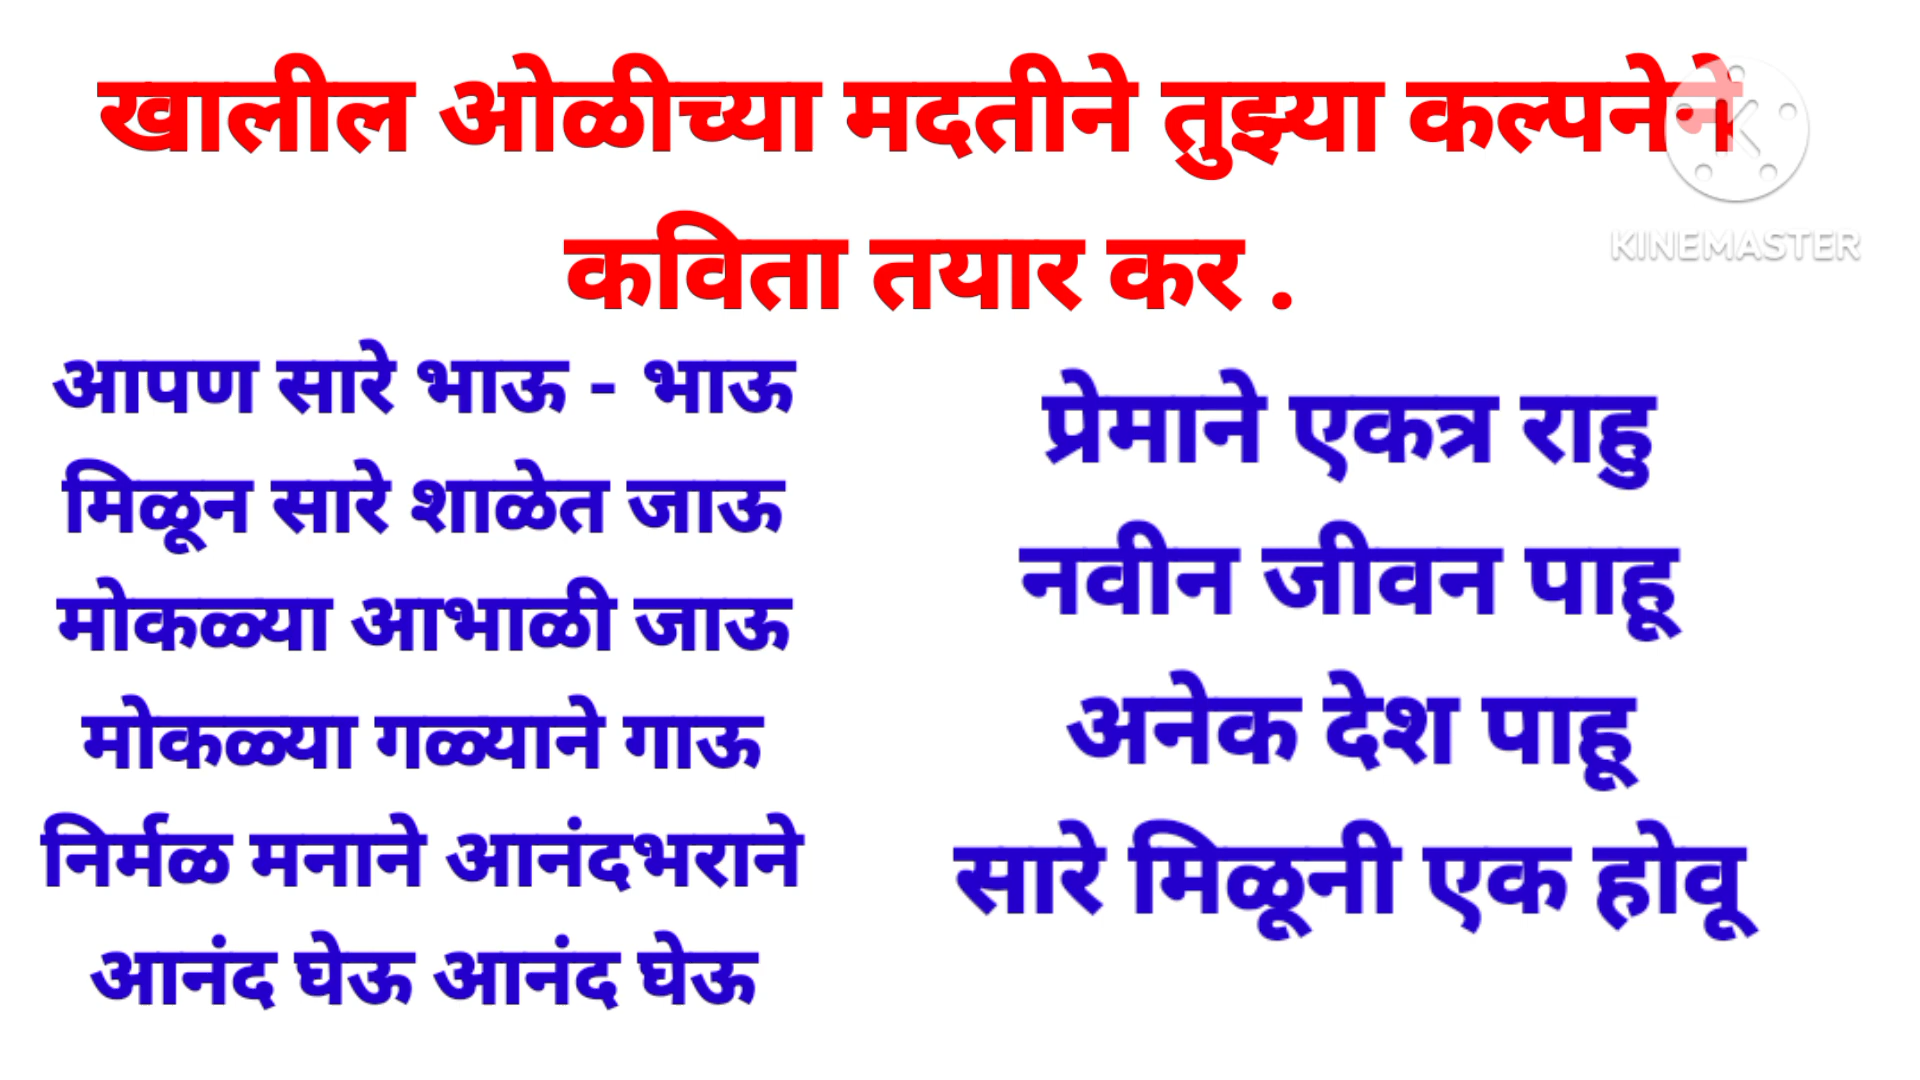 खालील ओळीच्या मदतीने तुझ्या कल्पनेने
कविता तयार कर .
KINEMASTER
आपण सारे भाऊ - भाऊ
मिळून सारे शाळेत जाऊ
मोकळ्या आभाळी जाऊ
मोकळ्या गळ्याने गाऊ
निर्मळ मनाने आनंदभराने
आनंद घेऊ आनंद घेऊ
प्रेमाने एकत्र राहु
नवीन जीवन पाहू
अनेक देश पाहू
सारे मिळूनी एक होवू